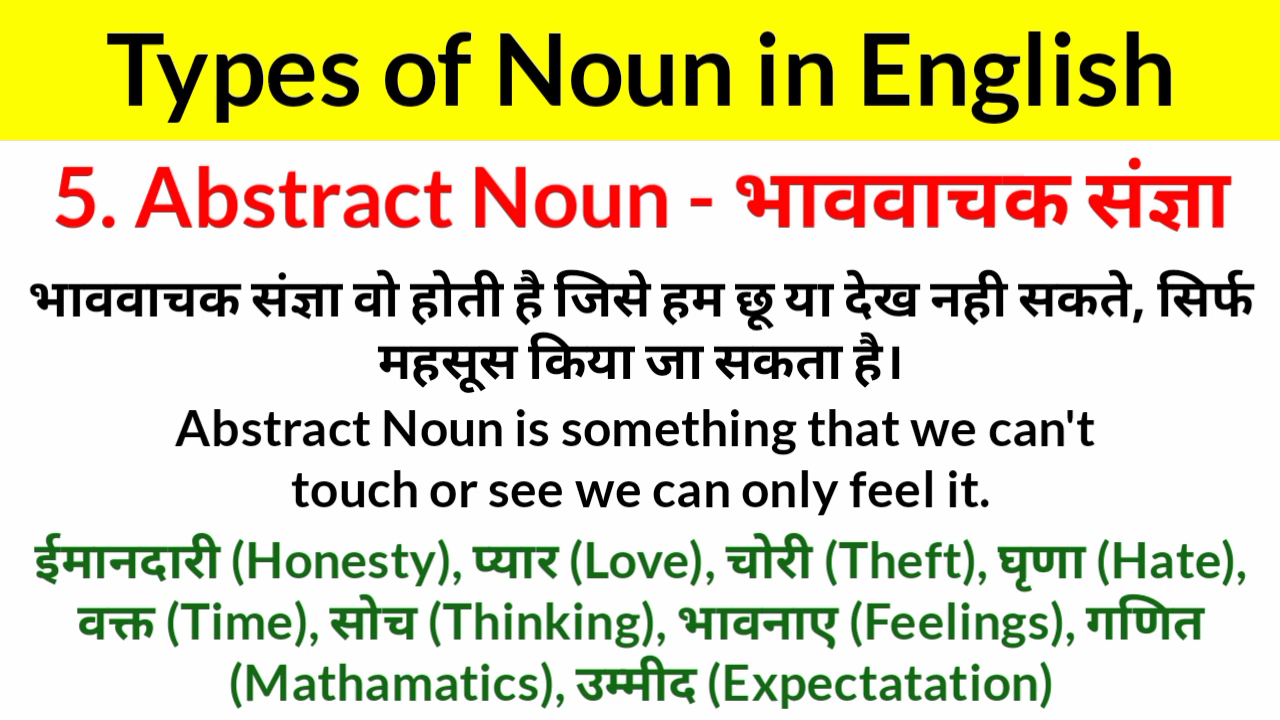 Types of Noun in English
5. Abstract Noun - भाववाचक संज्ञा
भाववाचक संज्ञा वो होती है जिसे हम छू या देख नही सकते, सिर्फ
महसूस किया जा सकता है।
Abstract Noun is something that we can't
touch or see we can only feel it.
ईमानदारी (Honesty), प्यार (Love), चोरी (Theft), घृणा (Hate),
वक्त (Time), सोच (Thinking), भावनाए (Feelings), गणित
(Mathamatics), उम्मीद (Expectatation)